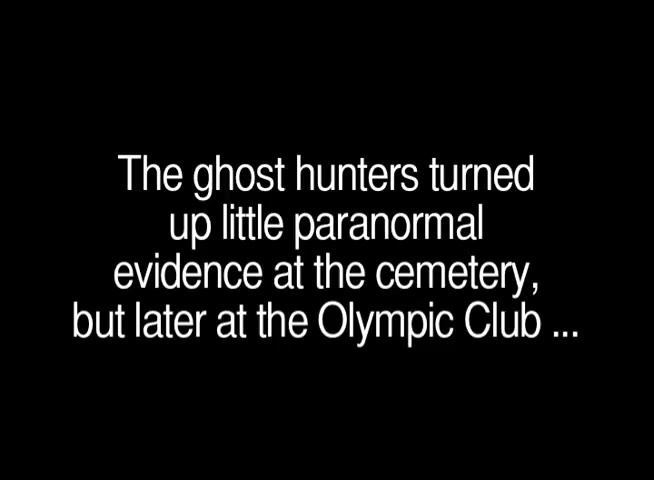 The ghost hunters turned
up little paranormal
evidence at the cemetery,
but later at the Olympic Club ...